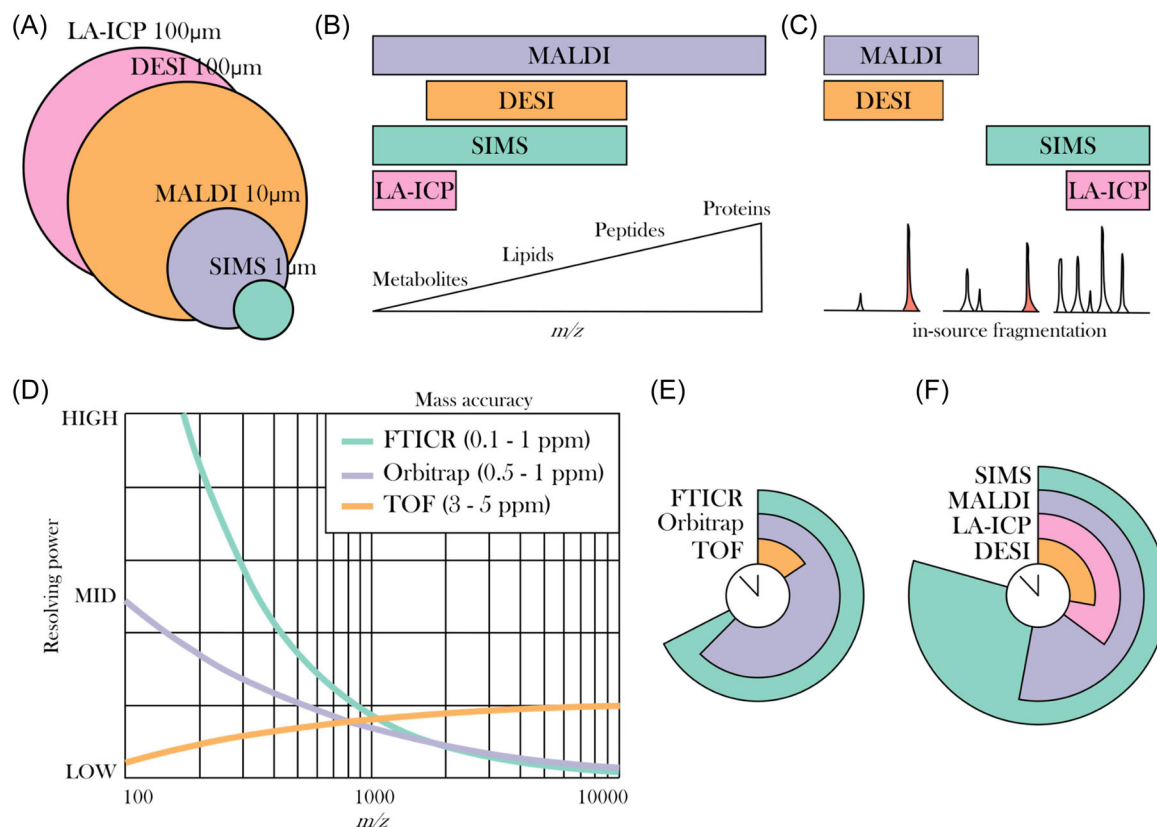 (A)
LA-ICP 100µm
DESI 100µm
MALDI 10µm
SIMS 1µm
(B)
MALDI
DESI
SIMS
LA-ICP
Metabolites
Lipids
Peptides
Proteins
m/z
(C)
MALDI
DESI
SIMS
LA-ICP
in-source fragmentation
(D)
HIGH
MID
LOW
Resolving power
Mass accuracy
FTICR (0.1 - 1 ppm)
Orbitrap (0.5 - 1 ppm)
TOF (3 - 5 ppm)
100
1000
10000
m/z
(E)
FTICR
Orbitrap
TOF
(F)
SIMS
MALDI
LA-ICP
DESI